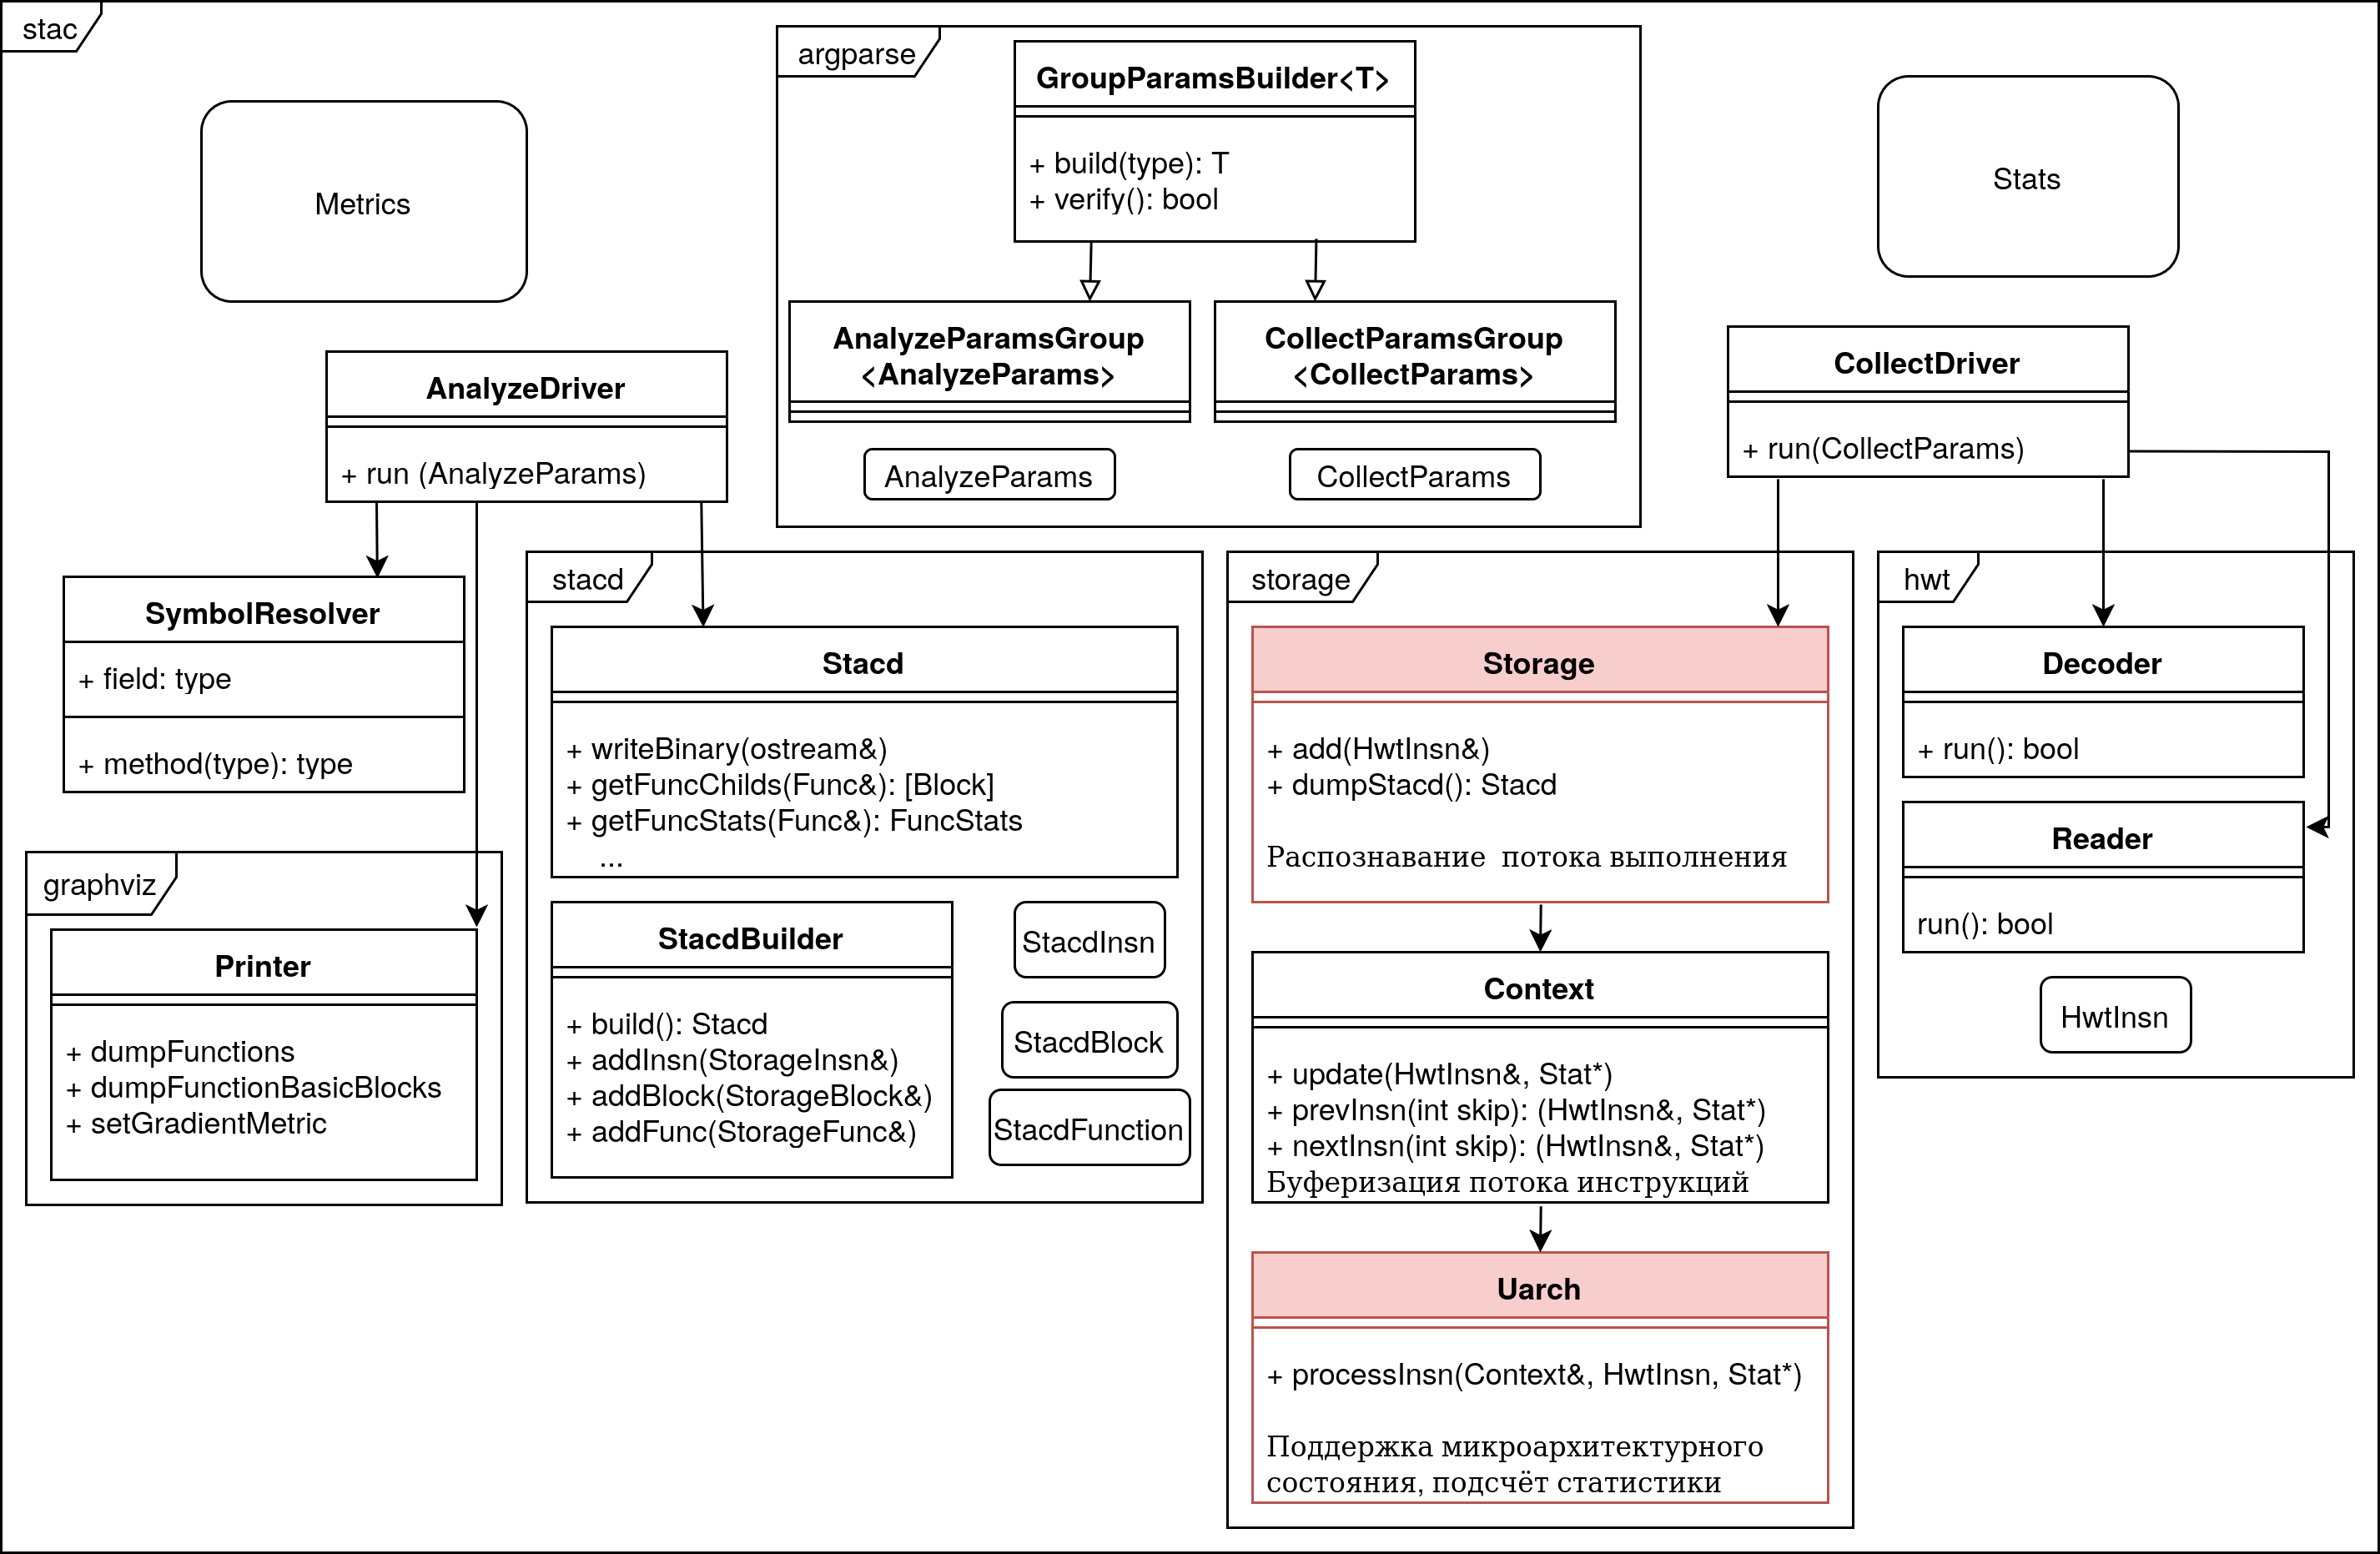 stac
argparse
GroupParamsBuilder<T>
+ build(type): T
+ verify(): bool
AnalyzeParamsGroup
<AnalyzeParams>
CollectParamsGroup
<CollectParams>
AnalyzeParams
CollectParams
Metrics
Stats
AnalyzeDriver
+ run (AnalyzeParams)
CollectDriver
+ run(CollectParams)
SymbolResolver
+ field: type
+ method(type): type
graphviz
Printer
+ dumpFunctions
+ dumpFunctionBasicBlocks
+ setGradientMetric
stacd
Stacd
+ writeBinary(ostream&)
+ getFuncChilds(Func&): [Block]
+ getFuncStats(Func&): FuncStats
...
StacdBuilder
+ build(): Stacd
+ addInsn(StorageInsn&)
+ addBlock(StorageBlock&)
+ addFunc(StorageFunc&)
StacdInsn
StacdBlock
StacdFunction
storage
Storage
+ add(HwtInsn&)
+ dumpStacd(): Stacd
Распознавание потока выполнения
Context
+ update(HwtInsn&, Stat*)
+ prevInsn(int skip): (HwtInsn&, Stat*)
+ nextInsn(int skip): (HwtInsn&, Stat*)
Буферизация потока инструкций
Uarch
+ processInsn(Context&, HwtInsn, Stat*)
Поддержка микроархитектурного
состояния, подсчёт статистики
hwt
Decoder
+ run(): bool
Reader
run(): bool
HwtInsn